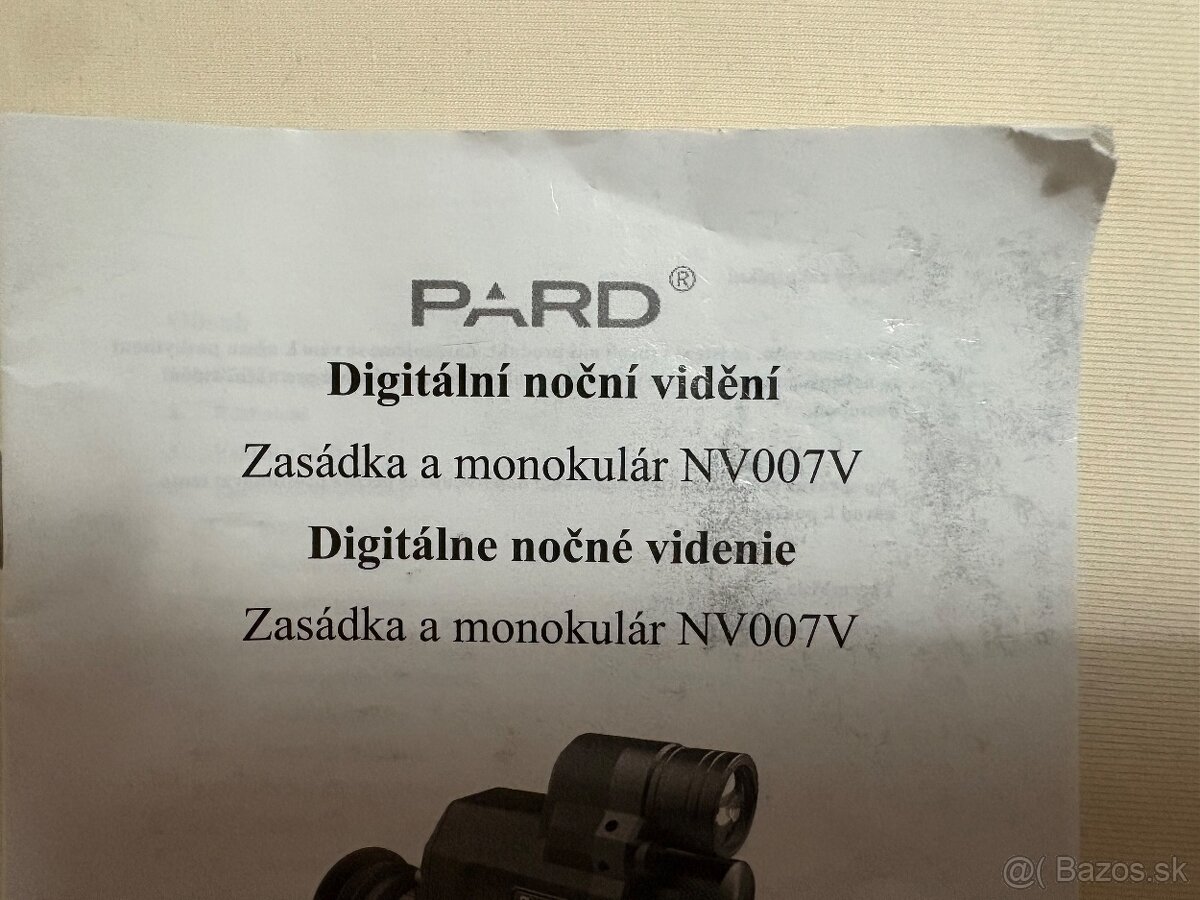 PARD®
Digitální noční vidění
Zasádka a monokulár NV007V
Digitálne nočné videnie
Zasádka a monokulár NV007V
@( Bazos.sk